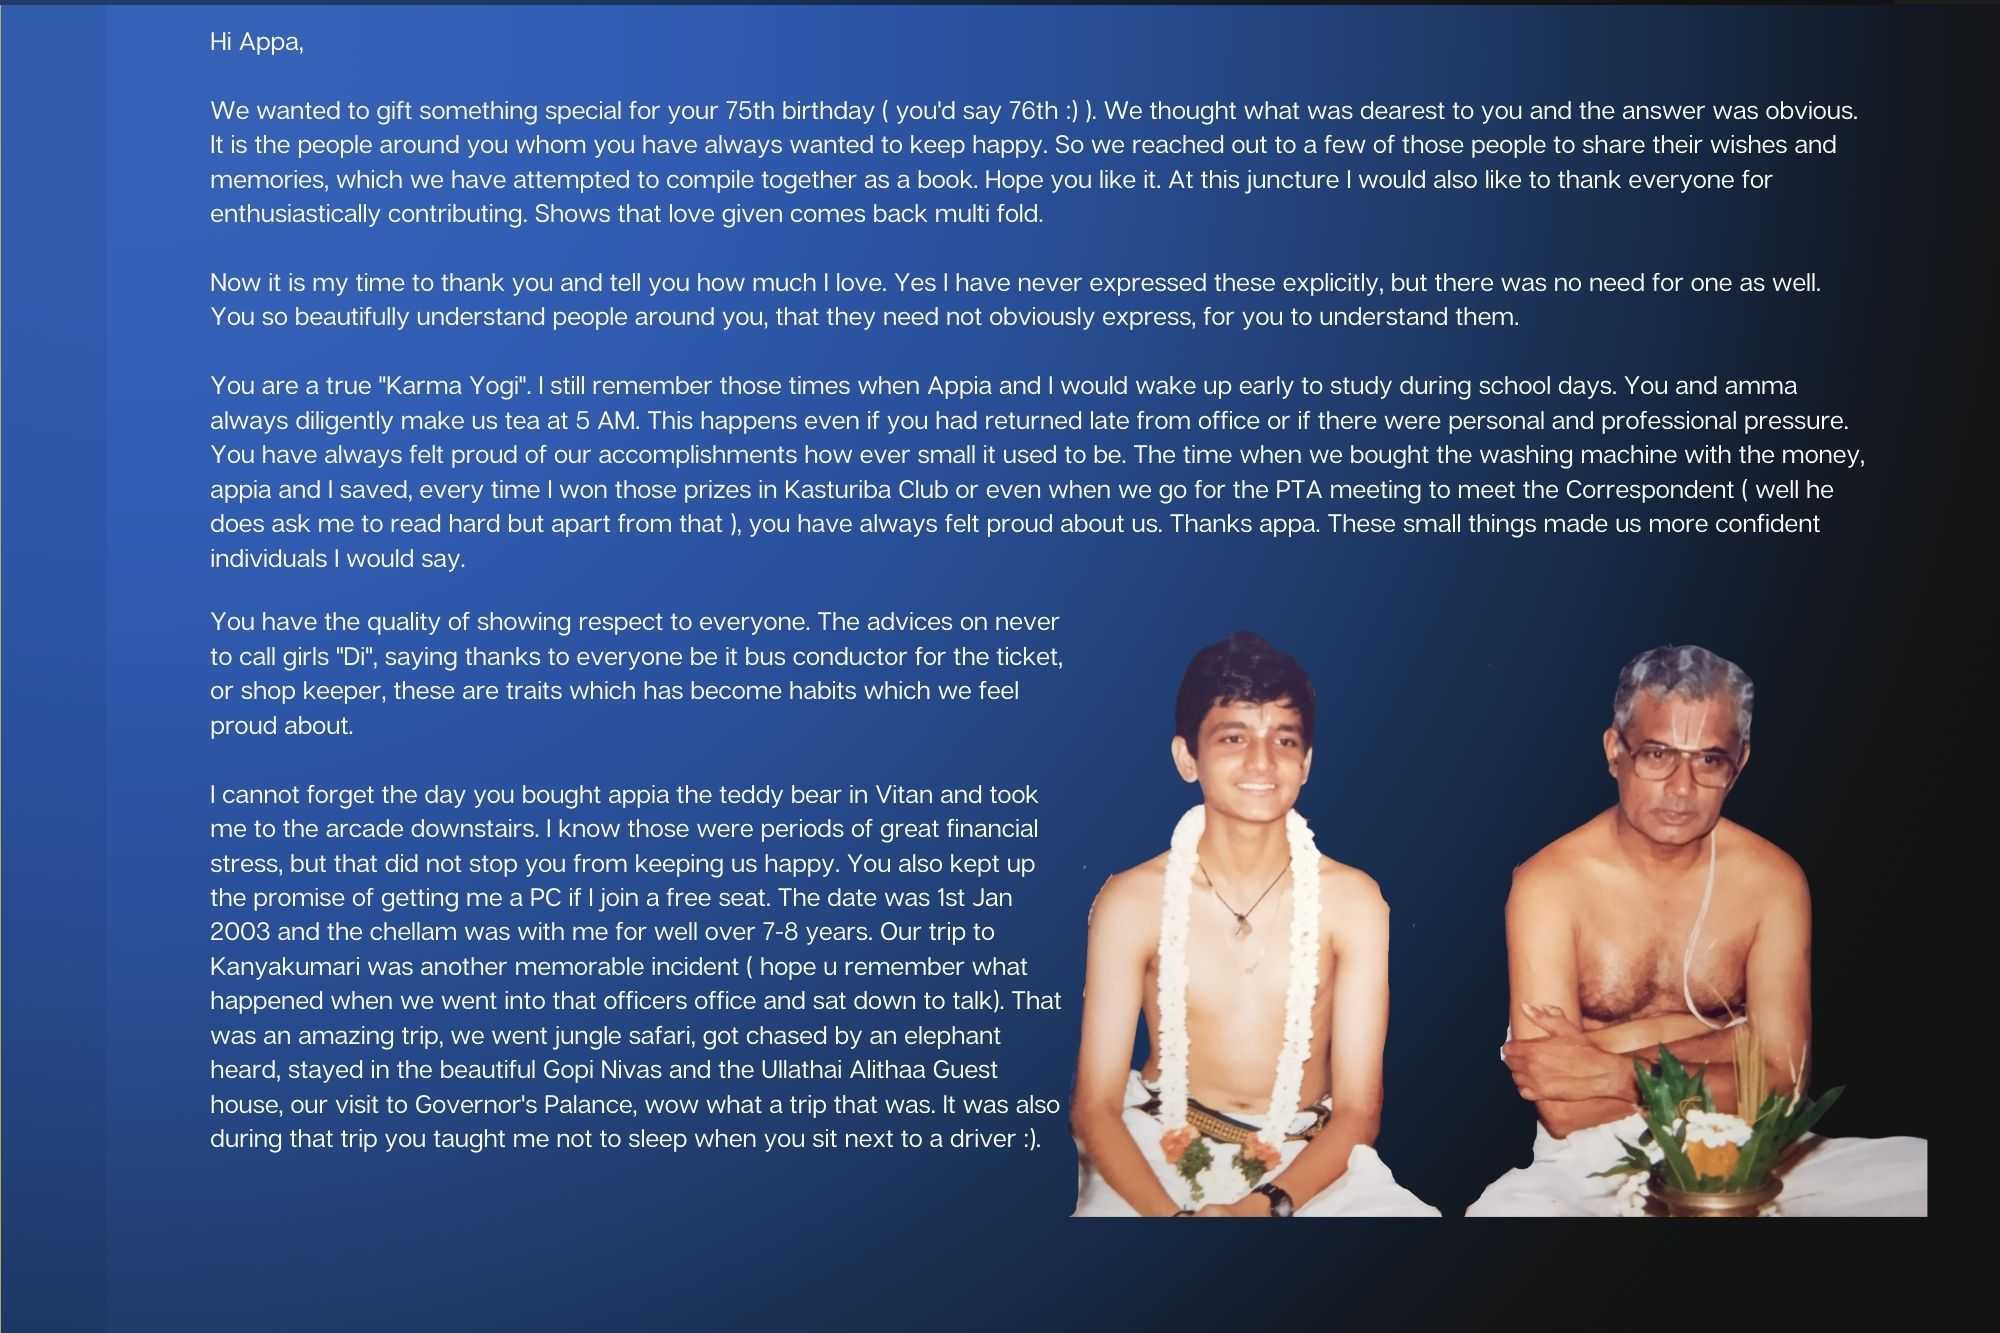 Hi Appa,
We wanted to gift something special for your 75th birthday ( you'd say 76th :) ). We thought what was dearest to you and the answer was obvious.
It is the people around you whom you have always wanted to keep happy. So we reached out to a few of those people to share their wishes and
memories, which we have attempted to compile together as a book. Hope you like it. At this juncture I would also like to thank everyone for
enthusiastically contributing. Shows that love given comes back multi fold.
Now it is my time to thank you and tell you how much I love. Yes I have never expressed these explicitly, but there was no need for one as well.
You so beautifully understand people around you, that they need not obviously express, for you to understand them.
You are a true "Karma Yogi". I still remember those times when Appia and I would wake up early to study during school days. You and amma
always diligently make us tea at 5 AM. This happens even if you had returned late from office or if there were personal and professional pressure.
You have always felt proud of our accomplishments how ever small it used to be. The time when we bought the washing machine with the money,
appia and I saved, every time I won those prizes in Kasturiba Club or even when we go for the PTA meeting to meet the Correspondent ( well he
does ask me to read hard but apart from that ), you have always felt proud about us. Thanks appa. These small things made us more confident
individuals I would say.
You have the quality of showing respect to everyone. The advices on never
to call girls "Di", saying thanks to everyone be it bus conductor for the ticket,
or shop keeper, these are traits which has become habits which we feel
proud about.
I cannot forget the day you bought appia the teddy bear in Vitan and took
me to the arcade downstairs. I know those were periods of great financial
stress, but that did not stop you from keeping us happy. You also kept up
the promise of getting me a PC if I join a free seat. The date was 1st Jan
2003 and the chellam was with me for well over 7-8 years. Our trip to
Kanyakumari was another memorable incident ( hope u remember what
happened when we went into that officers office and sat down to talk). That
was an amazing trip, we went jungle safari, got chased by an elephant
heard, stayed in the beautiful Gopi Nivas and the Ullathai Alithaa Guest
house, our visit to Governor's Palance, wow what a trip that was. It was also
during that trip you taught me not to sleep when you sit next to a driver :).